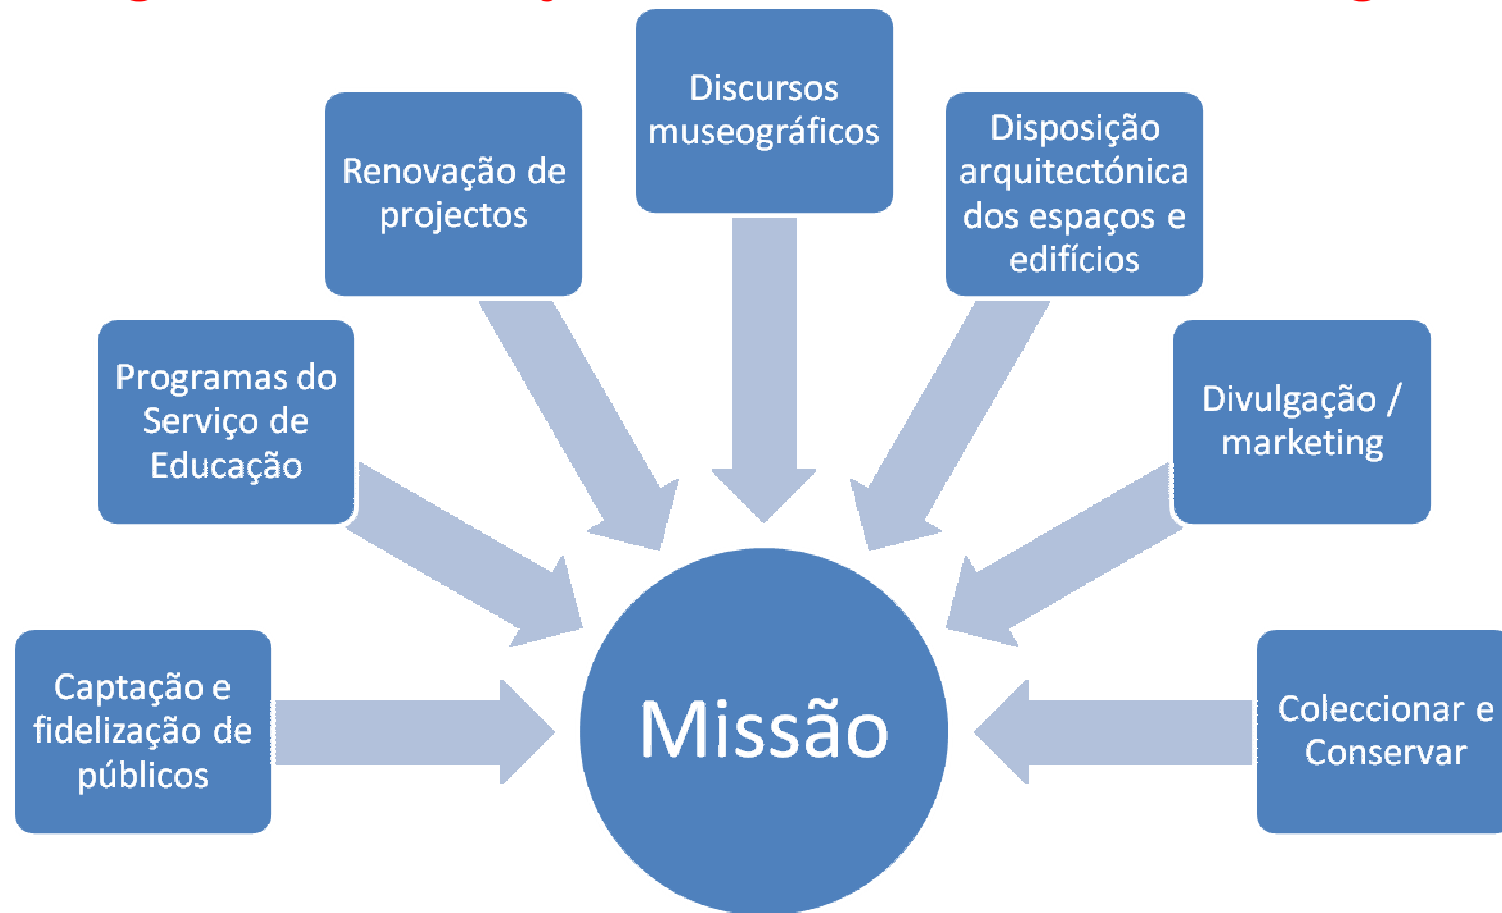 Captação e
fidelização de
públicos
Programas do
Serviço de
Educação
Renovação de
projectos
Discursos
museográficos
Disposição
arquitectónica
dos espaços e
edifícios
Divulgação /
marketing
Coleccionar e
Conservar
Missão